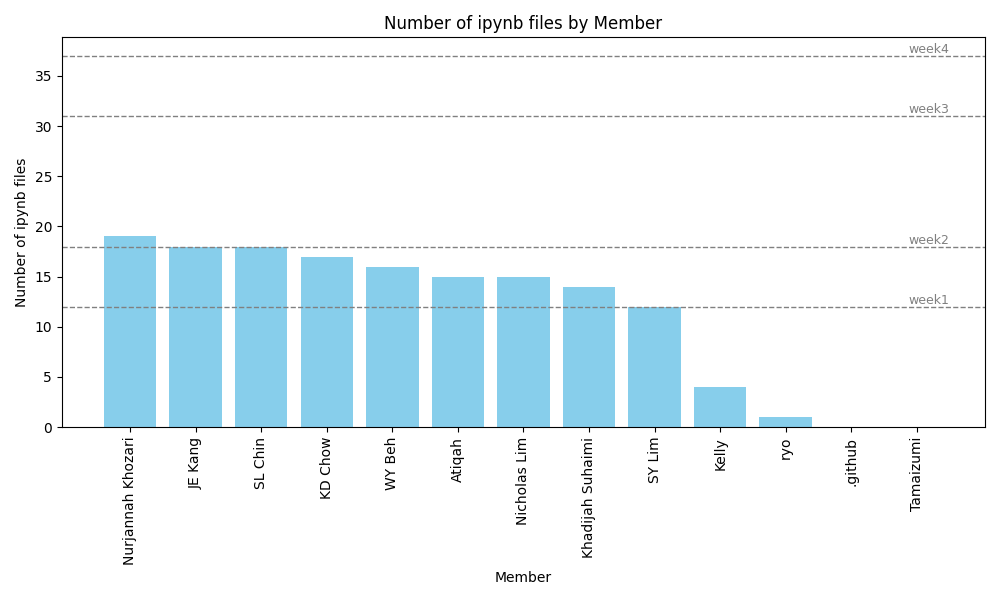 Number of ipynb files by Member
Number of ipynb files
35
30
25
20
15
10
5
0
week4
week3
week2
week1
Nurjannah Khozari
JE Kang
SL Chin
KD Chow
WY Beh
Atiqah
Nicholas Lim
Khadijah Suhaimi
SY Lim
Kelly
ryo
.github
Tamaizumi
Member